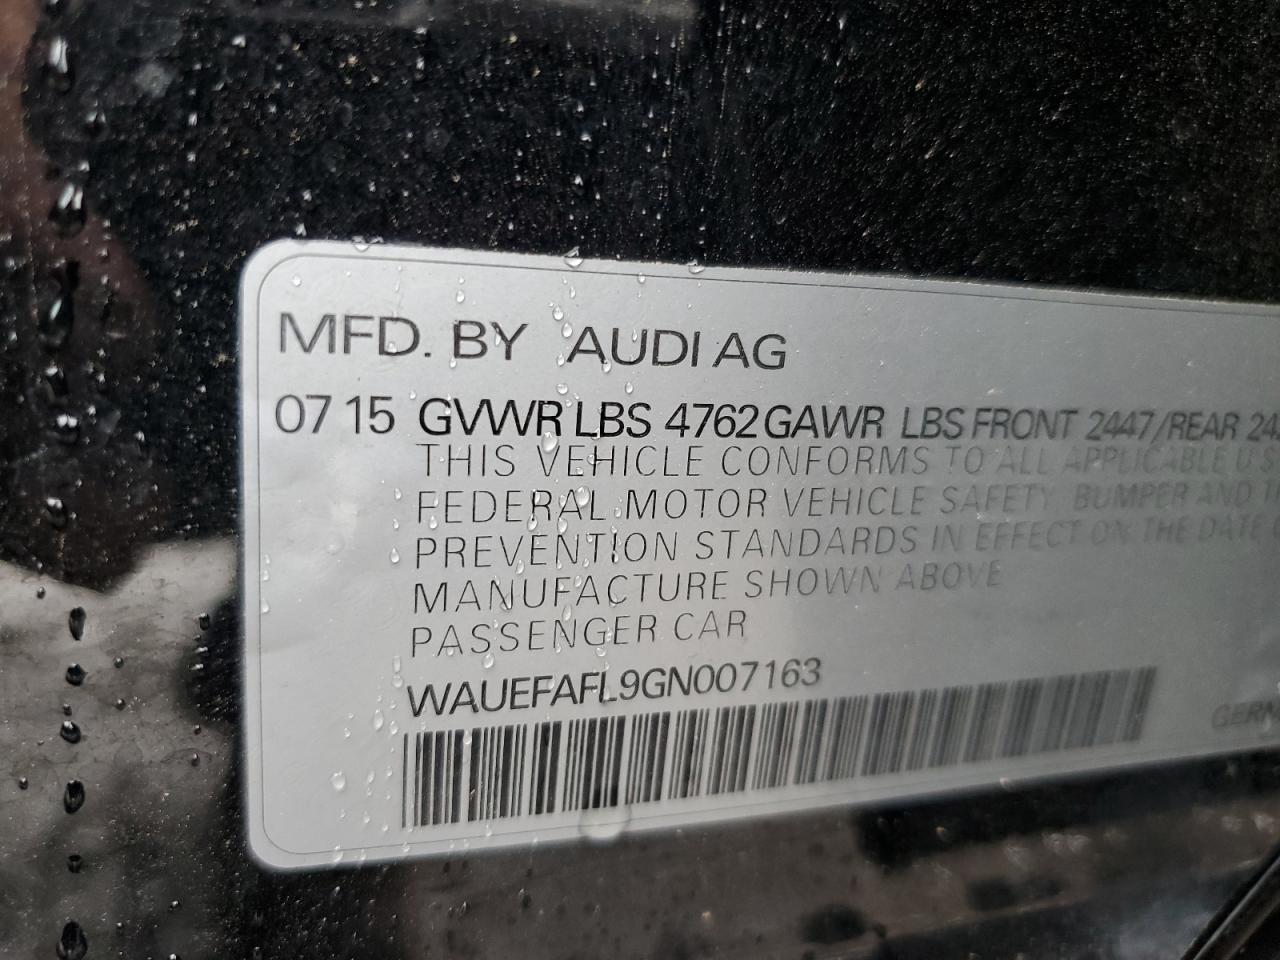 MFD. BY AUDI AG
07 15 GVWR LBS 4762 GAWR LBS FRONT 2447/REAR
THIS VEHICLE CONFORMS TO ALL APPLICABLE U S
FEDERAL MOTOR VEHICLE SAFETY BUMPER AND
PREVENTION STANDARDS IN EFFECT ON THE DATE
MANUFACTURE SHOWN ABOVE
PASSENGER CAR
WAUEFAFL9GN007163